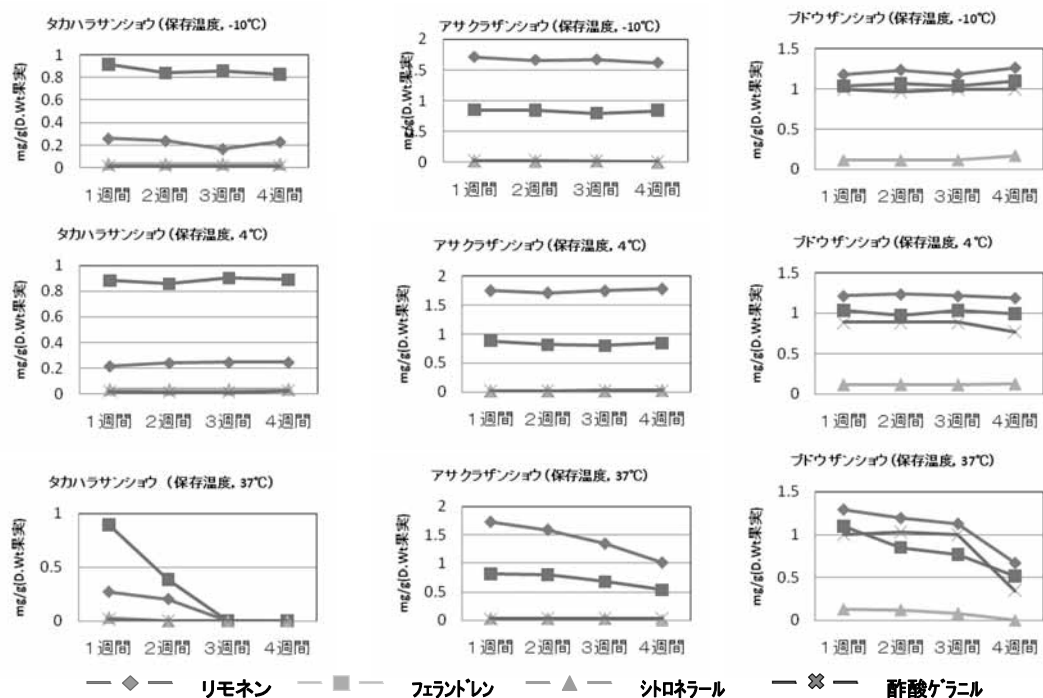 タカハラサンショウ(保存温度, -10℃)
mg/g(D.Wt果実)
1
0.8
0.6
0.4
0.2
0
1週間 2週間 3週間 4週間
アサクラザンショウ(保存温度, -10℃)
mg/g(D.Wt果実)
2
1.5
1
0.5
0
1週間 2週間 3週間 4週間
ブドウザンショウ(保存温度, -10℃)
mg/g(D.Wt果実)
1.5
1
0.5
0
1週間 2週間 3週間 4週間
タカハラサンショウ(保存温度, 4℃)
mg/g(D.Wt果実)
1
0.8
0.6
0.4
0.2
0
1週間 2週間 3週間 4週間
アサクラザンショウ(保存温度, 4℃)
mg/g(D.Wt果実)
2
1.5
1
0.5
0
1週間 2週間 3週間 4週間
ブドウザンショウ(保存温度, 4℃)
mg/g(D.Wt果実)
1.5
1
0.5
0
1週間 2週間 3週間 4週間
タカハラサンショウ (保存温度, 37℃)
mg/g(D.Wt果実)
1
0.5
0
1週間 2週間 3週間 4週間
アサクラザンショウ(保存温度, 37℃)
mg/g(D.Wt果実)
2
1.5
1
0.5
0
1週間 2週間 3週間 4週間
ブドウザンショウ(保存温度, 37℃)
mg/g(D.Wt果実)
1.5
1
0.5
0
1週間 2週間 3週間 4週間
リモネン フェランドレン シトロネラール 酢酸ゲラニル